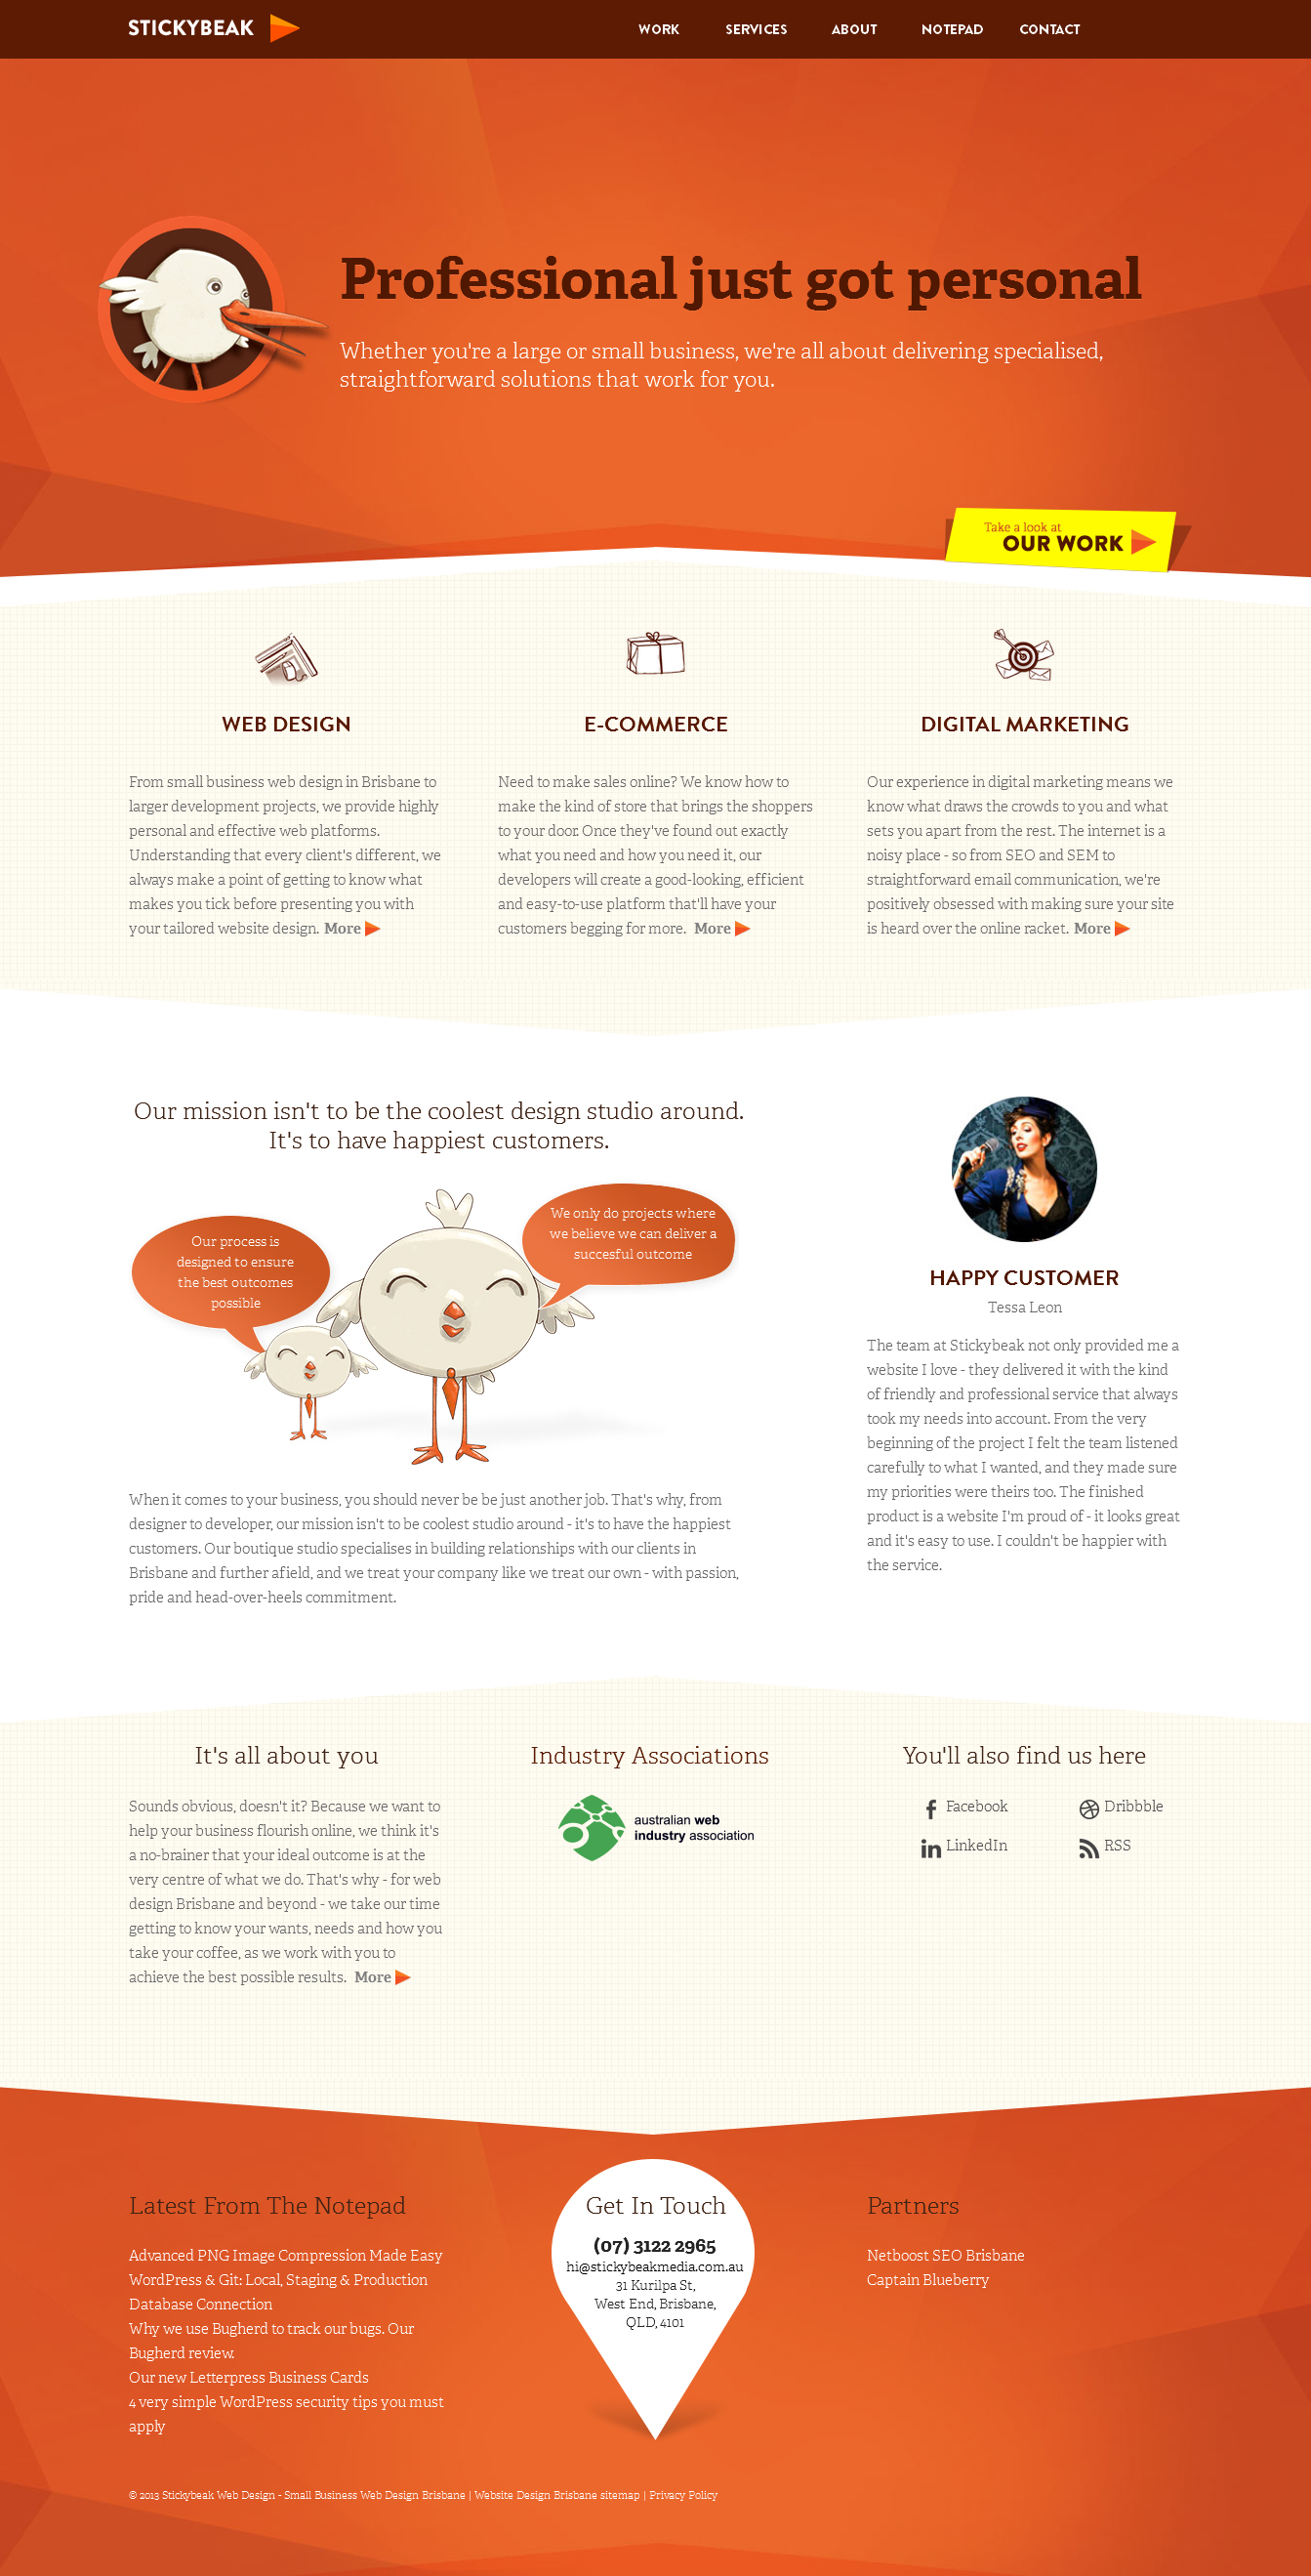 STICKYBEAK
WORK
SERVICES
ABOUT
NOTEPAD
CONTACT
Professional just got personal
Whether you're a large or small business, we're all about delivering specialised,
straightforward solutions that work for you.
Take a look at
OUR WORK
WEB DESIGN
From small business web design in Brisbane to
larger development projects, we provide highly
personal and effective web platforms.
Understanding that every client's different, we
always make a point of getting to know what
makes you tick before presenting you with
your tailored website design. More
E-COMMERCE
Need to make sales online? We know how to
make the kind of store that brings the shoppers
to your door. Once they've found out exactly
what you need and how you need it, our
developers will create a good-looking, efficient
and easy-to-use platform that'll have your
customers begging for more. More
DIGITAL MARKETING
Our experience in digital marketing means we
know what draws the crowds to you and what
sets you apart from the rest. The internet is a
noisy place - so from SEO and SEM to
straightforward email communication, we're
positively obsessed with making sure your site
is heard over the online racket. More
Our mission isn't to be the coolest design studio around.
It's to have happiest customers.
Our process is
designed to ensure
the best outcomes
possible
We only do projects where
we believe we can deliver a
succesful outcome
When it comes to your business, you should never be be just another job. That's why, from
designer to developer, our mission isn't to be coolest studio around - it's to have the happiest
customers. Our boutique studio specialises in building relationships with our clients in
Brisbane and further afield, and we treat your company like we treat our own - with passion,
pride and head-over-heels commitment.
HAPPY CUSTOMER
Tessa Leon
The team at Stickybeak not only provided me a
website I love - they delivered it with the kind
of friendly and professional service that always
took my needs into account. From the very
beginning of the project I felt the team listened
carefully to what I wanted, and they made sure
my priorities were theirs too. The finished
product is a website I'm proud of - it looks great
and it's easy to use. I couldn't be happier with
the service.
It's all about you
Sounds obvious, doesn't it? Because we want to
help your business flourish online, we think it's
a no-brainer that your ideal outcome is at the
very centre of what we do. That's why - for web
design Brisbane and beyond - we take our time
getting to know your wants, needs and how you
take your coffee, as we work with you to
achieve the best possible results. More
Industry Associations
australian web
industry association
You'll also find us here
Facebook
Dribbble
LinkedIn
RSS
Latest From The Notepad
Advanced PNG Image Compression Made Easy
WordPress & Git: Local, Staging & Production
Database Connection
Why we use Bugherd to track our bugs. Our
Bugherd review.
Our new Letterpress Business Cards
4 very simple WordPress security tips you must
apply
Get In Touch
(07) 3122 2965
hi@stickybeakmedia.com.au
31 Kurilpa St,
West End, Brisbane,
QLD, 4101
Partners
Netboost SEO Brisbane
Captain Blueberry
© 2013 Stickybeak Web Design - Small Business Web Design Brisbane | Website Design Brisbane sitemap | Privacy Policy